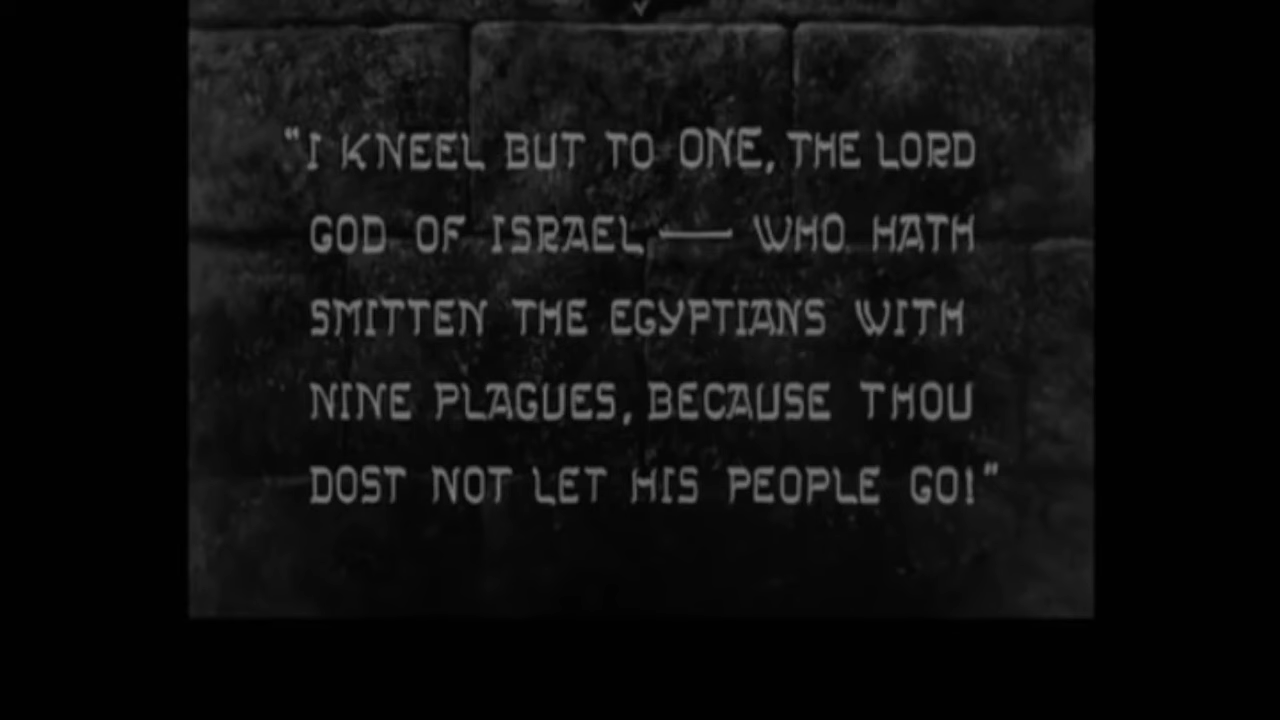 "I KNEEL BUT TO ONE, THE LORD
GOD OF ISRAEL — WHO HATH
SMITTEN THE EGYPTIANS WITH
NINE PLAGUES, BECAUSE THOU
DOST NOT LET HIS PEOPLE GO!"